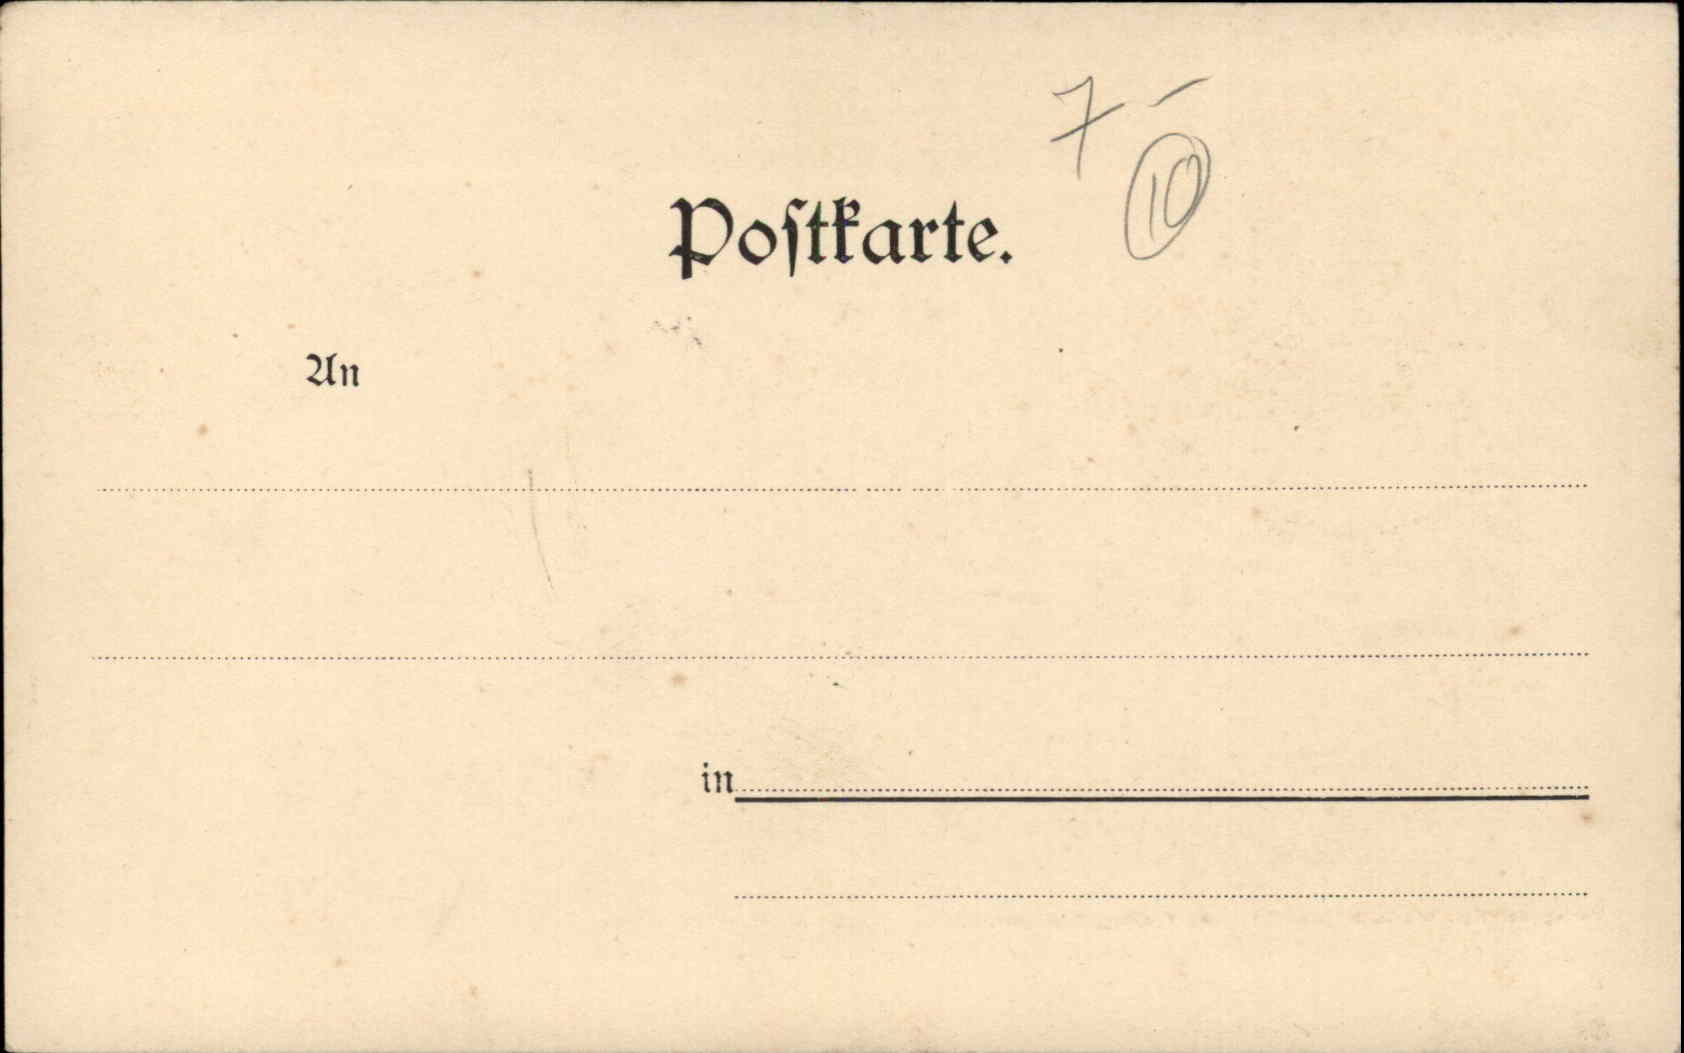 7 -
10
Poſtkarte.
An
in